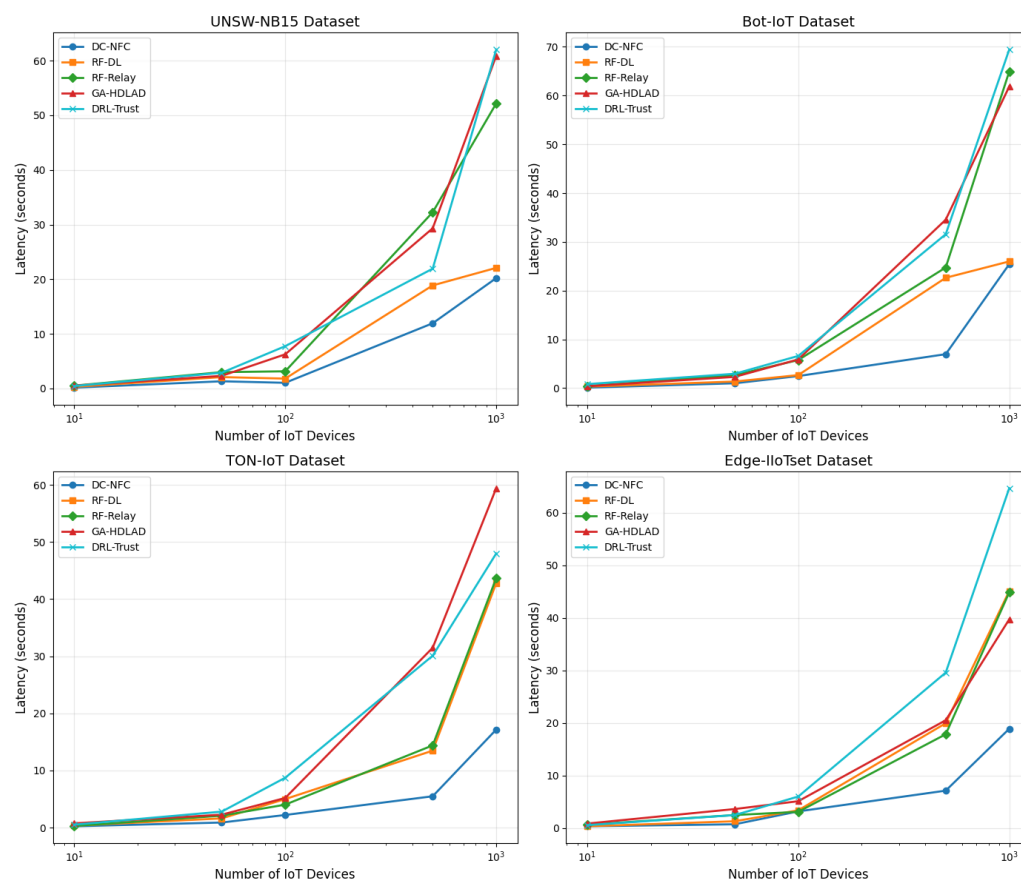 UNSW-NB15 Dataset
DC-NFC
RF-DL
RF-Relay
GA-HDLAD
DRL-Trust
Latency (seconds)
60
50
40
30
20
10
0
10¹
10²
10³
Number of IoT Devices
Bot-IoT Dataset
DC-NFC
RF-DL
RF-Relay
GA-HDLAD
DRL-Trust
Latency (seconds)
70
60
50
40
30
20
10
0
10¹
10²
10³
Number of IoT Devices
TON-IoT Dataset
DC-NFC
RF-DL
RF-Relay
GA-HDLAD
DRL-Trust
Latency (seconds)
60
50
40
30
20
10
0
10¹
10²
10³
Number of IoT Devices
Edge-IIoTset Dataset
DC-NFC
RF-DL
RF-Relay
GA-HDLAD
DRL-Trust
Latency (seconds)
60
50
40
30
20
10
0
10¹
10²
10³
Number of IoT Devices